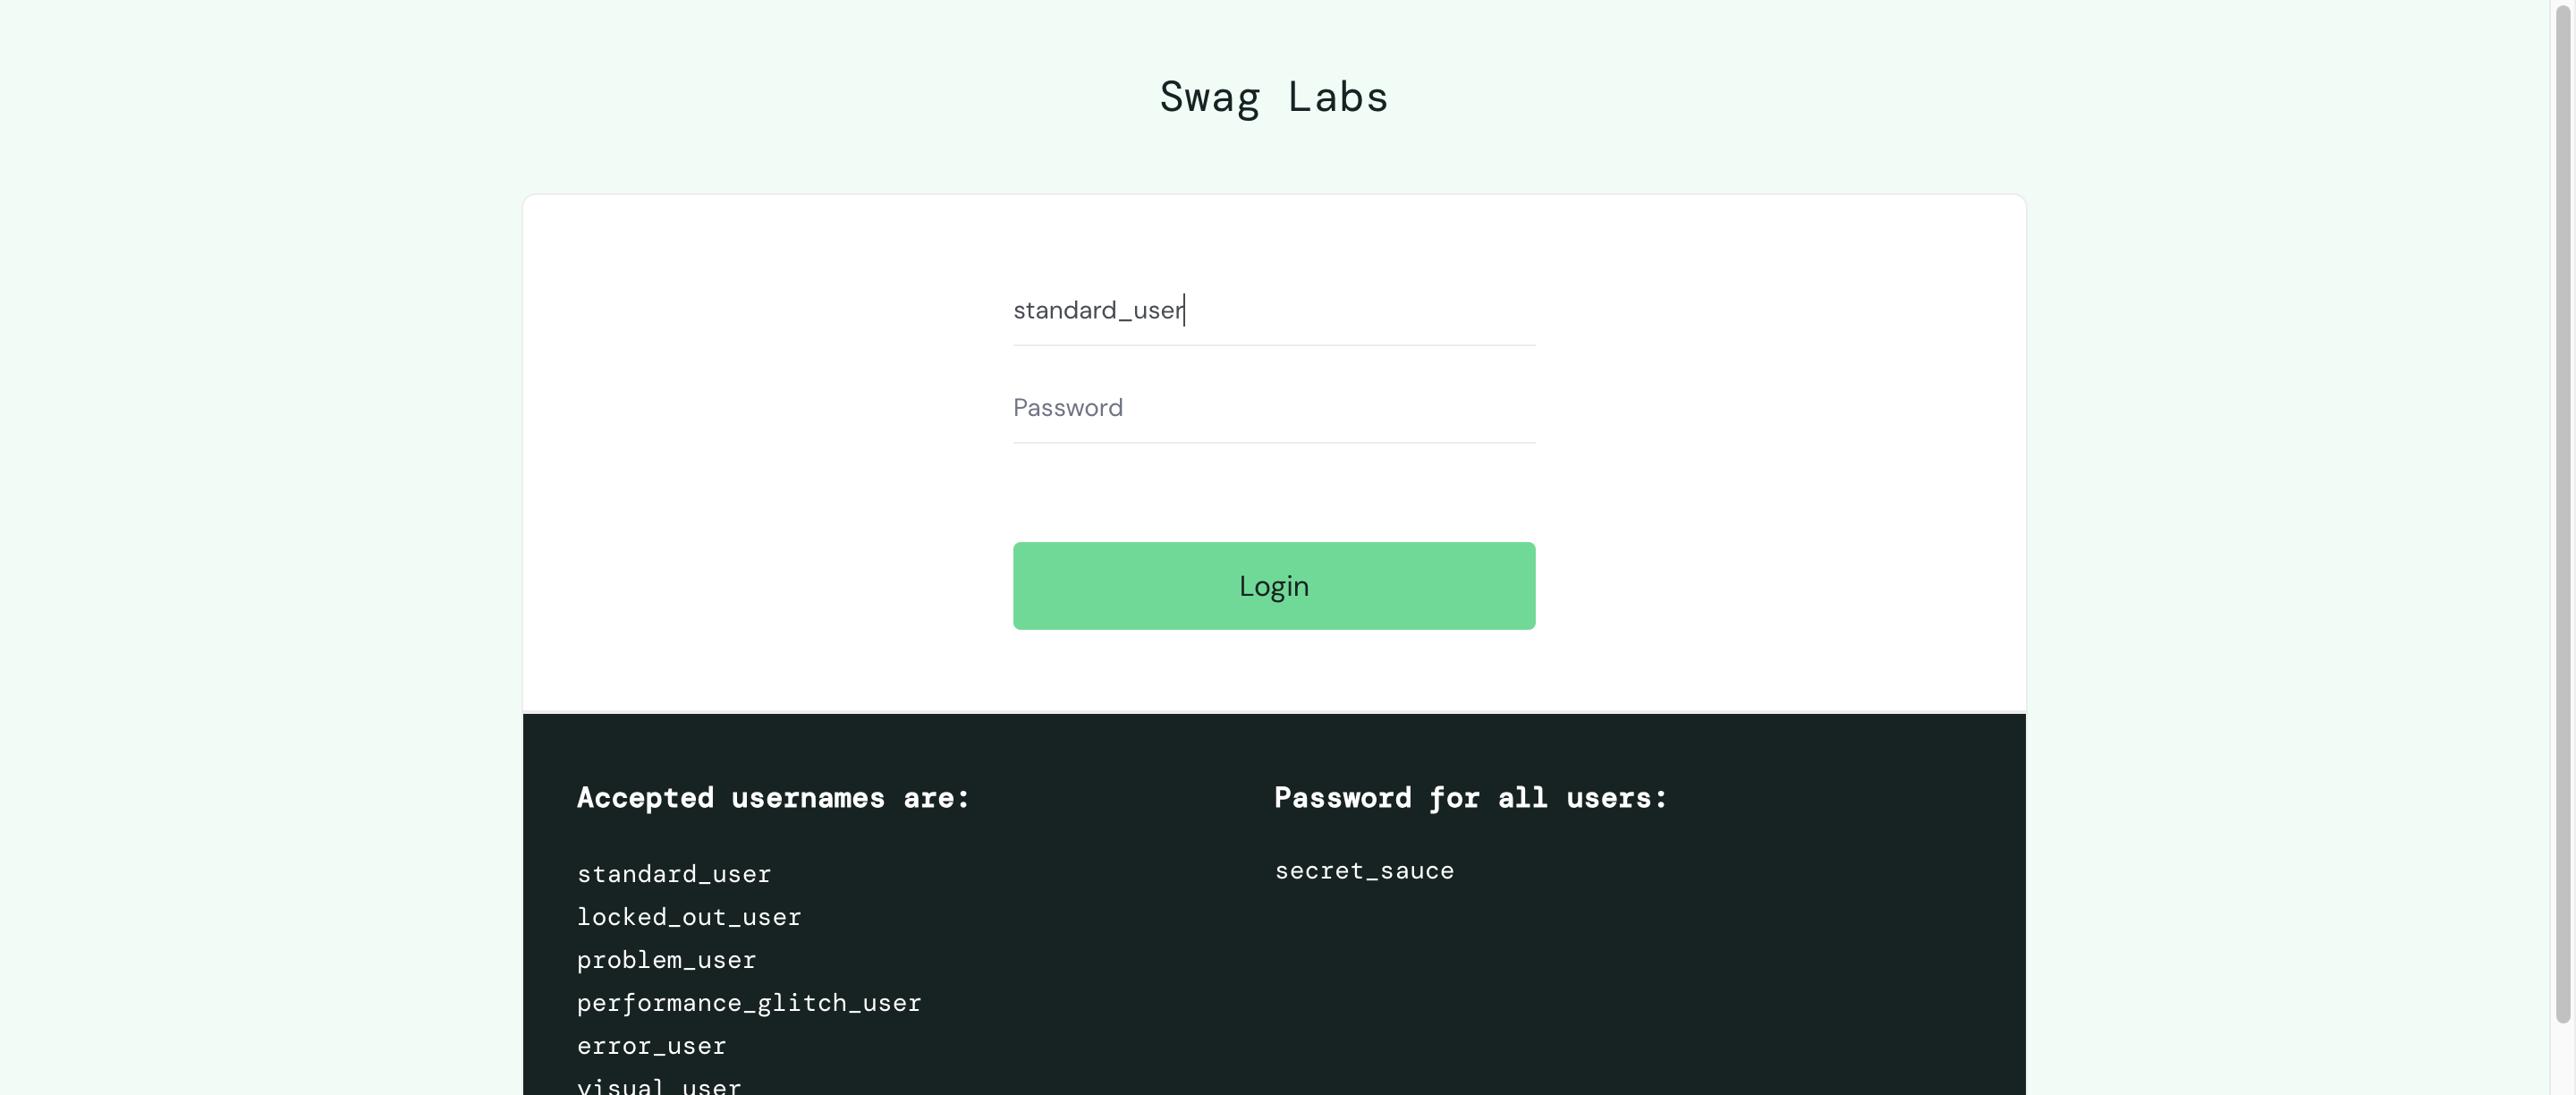 Swag Labs
standard_user
Password
Login
Accepted usernames are:
standard_user
locked_out_user
problem_user
performance_glitch_user
error_user
visual_user
Password for all users:
secret_sauce